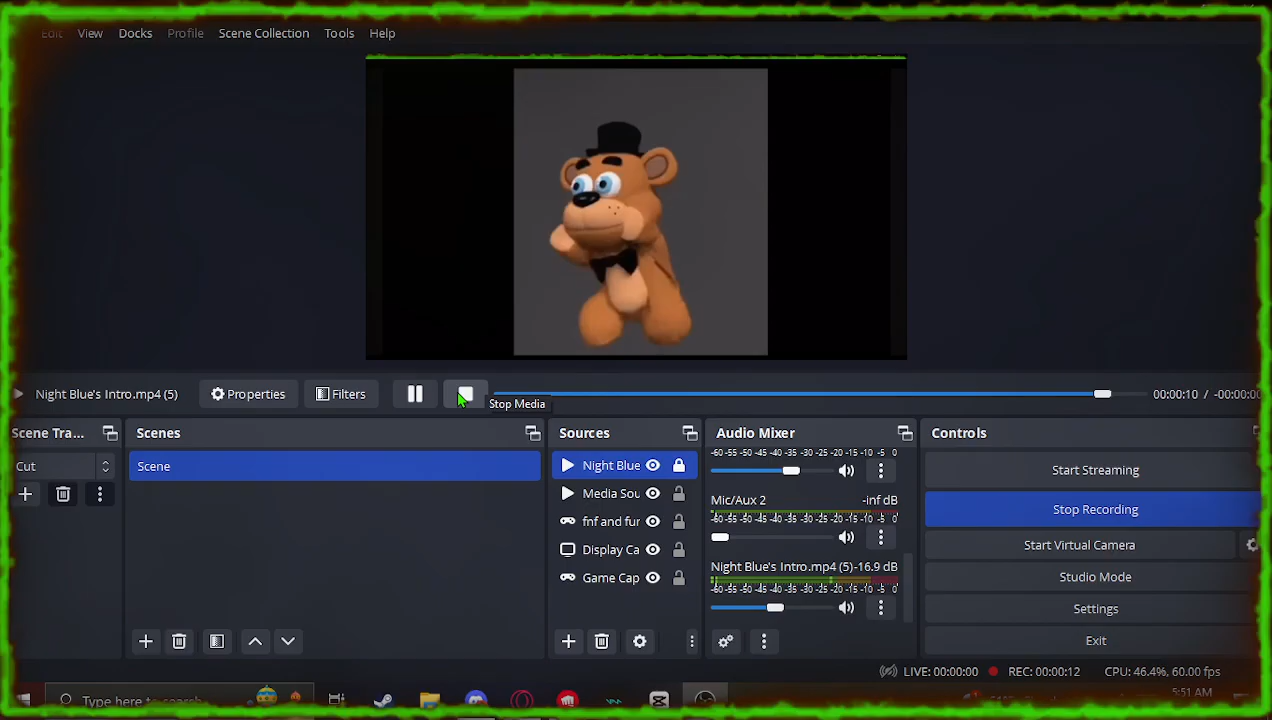 Edit View Docks Profile Scene Collection Tools Help
Night Blue's Intro.mp4 (5) Properties Filters 00:00:10 / -00:00:00
Stop Media
Scene Tra... Scenes Sources Audio Mixer Controls
Cut
Scene
Night Blue
Media Sou
fnf and fur
Display Ca
Game Cap
-60 -55 -50 -45 -40 -35 -30 -25 -20 -15 -10 -5 0
Mic/Aux 2 -inf dB
-60 -55 -50 -45 -40 -35 -30 -25 -20 -15 -10 -5 0
Night Blue's Intro.mp4 (5) -16.9 dB
-60 -55 -50 -45 -40 -35 -30 -25 -20 -15 -10 -5 0
Start Streaming
Stop Recording
Start Virtual Camera
Studio Mode
Settings
Exit
LIVE: 00:00:00 REC: 00:00:12 CPU: 46.4%, 60.00 fps
Type here to search
5:51 AM